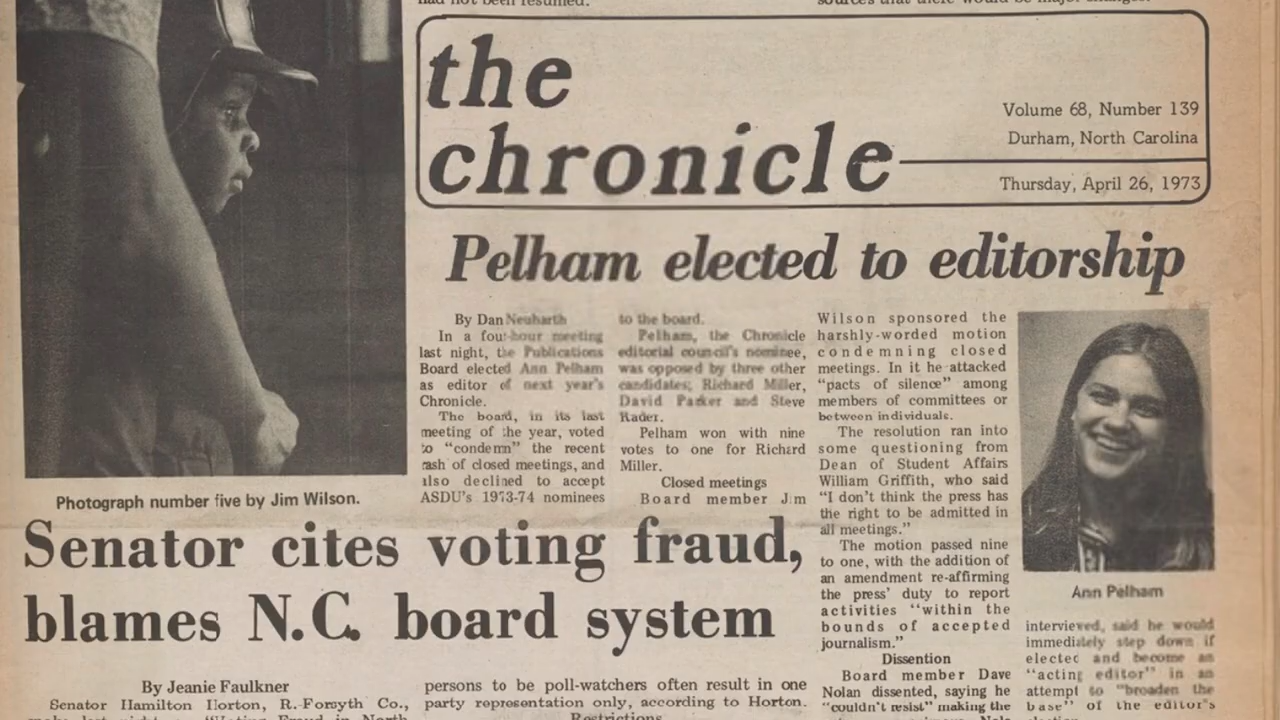 had not been resumed.
sources that there would be major changes.
the
chronicle
Volume 68, Number 139
Durham, North Carolina
Thursday, April 26, 1973
Pelham elected to editorship
By Dan Neuharth
In a four-hour meeting
last night, the Publications
Board elected Ann Pelham
as editor of next year's
Chronicle.
The board, in its last
meeting of the year, voted
to "condemn" the recent
rash of closed meetings, and
also declined to accept
ASDU's 1973-74 nominees
to the board.
Pelham, the Chronicle
editorial council's nominee,
was opposed by three other
candidates; Richard Miller,
David Parker and Steve
Rader.
Pelham won with nine
votes to one for Richard
Miller.
Closed meetings
Board member Jim
Wilson sponsored the
harshly-worded motion
condemning closed
meetings. In it he attacked
"pacts of silence" among
members of committees or
between individuals.
The resolution ran into
some questioning from
Dean of Student Affairs
William Griffith, who said
"I don't think the press has
the right to be admitted in
all meetings."
The motion passed nine
to one, with the addition of
an amendment re-affirming
the press' duty to report
activities "within the
bounds of accepted
journalism."
Dissention
Board member Dave
Nolan dissented, saying he
"couldn't resist" making the
Ann Pelham
interviewed, said he would
immediately step down if
elected and become an
"acting editor" in an
attempt to "broaden the
base" of the editor's
Photograph number five by Jim Wilson.
Senator cites voting fraud,
blames N.C. board system
By Jeanie Faulkner
Senator Hamilton Horton, R.-Forsyth Co.,
persons to be poll-watchers often result in one
party representation only, according to Horton.
Restrictions